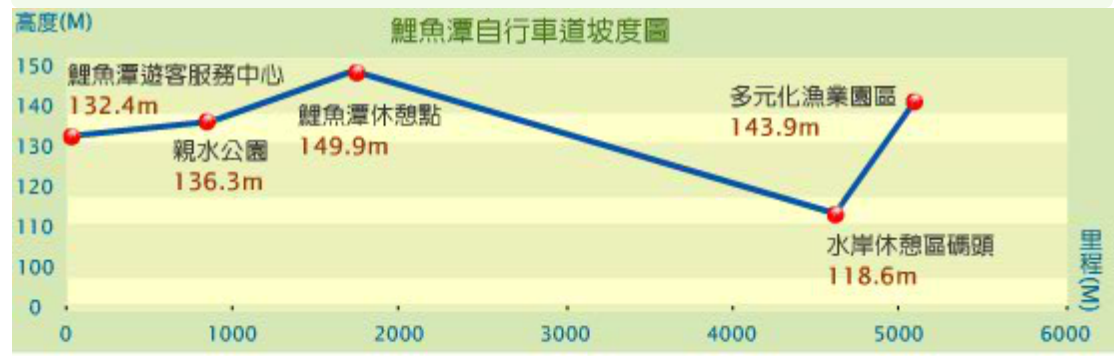 高度(M)
鯉魚潭自行車道坡度圖
150
140
130
120
110
100
0
鯉魚潭遊客服務中心
132.4m
親水公園
136.3m
鯉魚潭休憩點
149.9m
多元化漁業園區
143.9m
水岸休憩區碼頭
118.6m
里程(M)
0
1000
2000
3000
4000
5000
6000